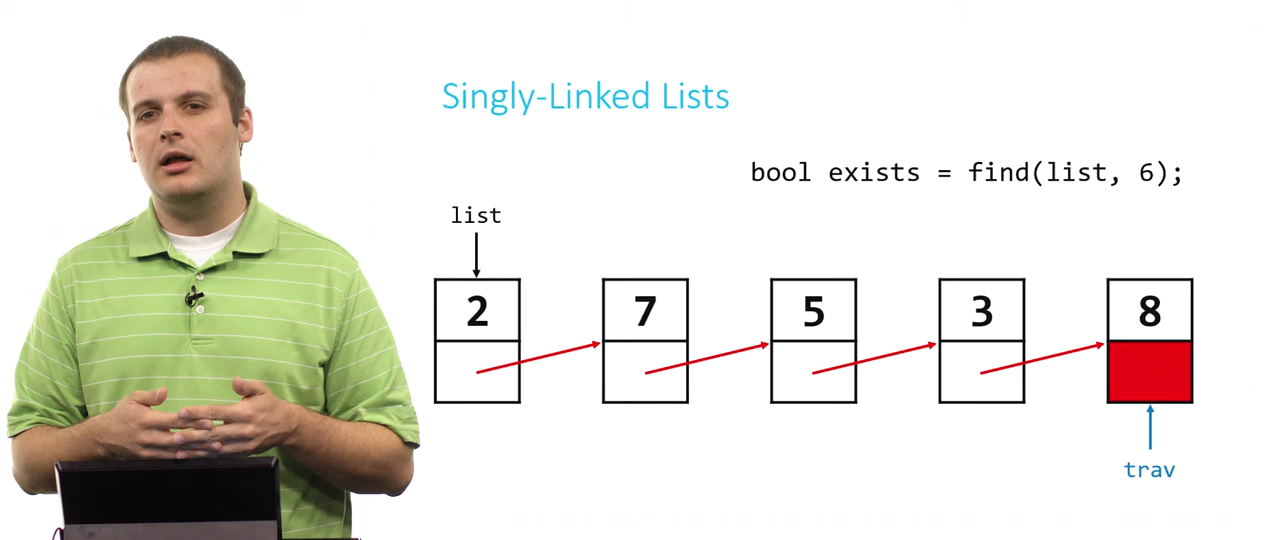 Singly-Linked Lists
bool exists = find(list, 6);
list
2 7 5 3 8
trav